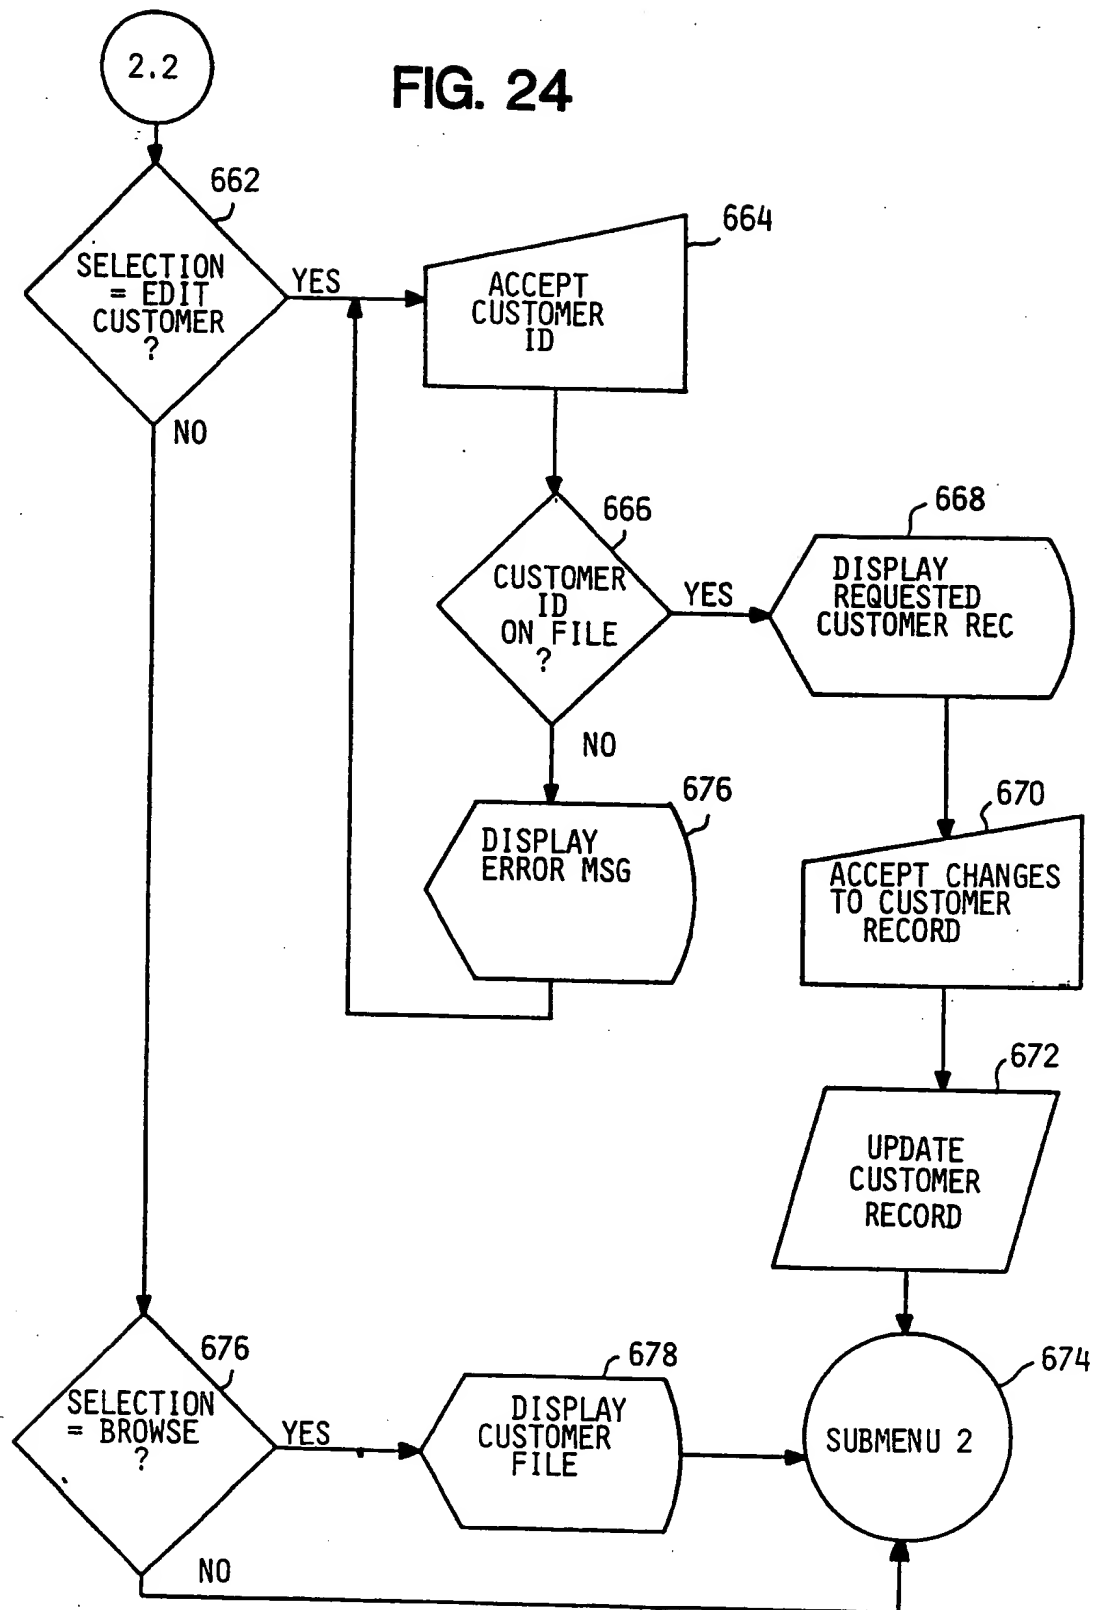 2.2
FIG. 24
662
SELECTION
= EDIT
CUSTOMER
?
YES
NO
664
ACCEPT
CUSTOMER
ID
666
CUSTOMER
ID
ON FILE
?
YES
NO
668
DISPLAY
REQUESTED
CUSTOMER REC
676
DISPLAY
ERROR MSG
670
ACCEPT CHANGES
TO CUSTOMER
RECORD
672
UPDATE
CUSTOMER
RECORD
676
SELECTION
= BROWSE
?
YES
NO
678
DISPLAY
CUSTOMER
FILE
674
SUBMENU 2